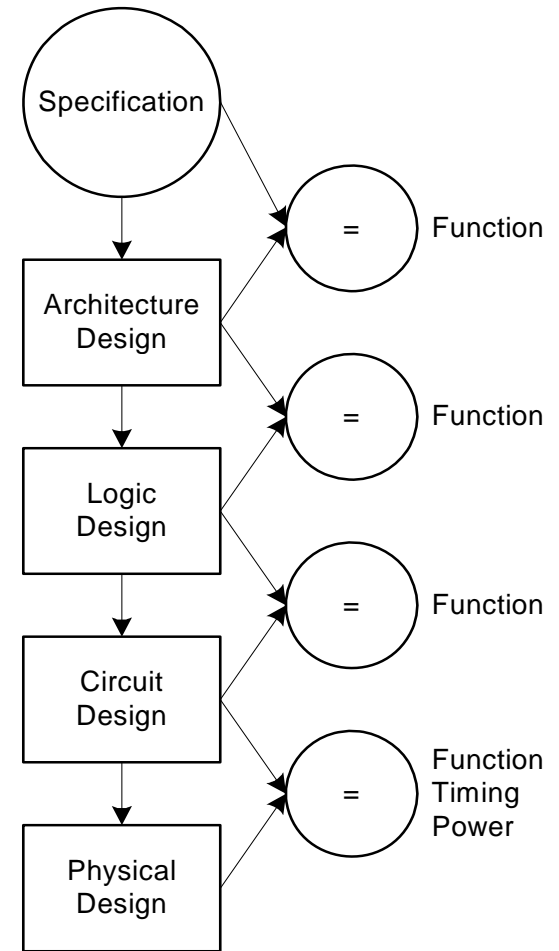 Specification
=
Function
Architecture
Design
=
Function
Logic
Design
=
Function
Circuit
Design
=
Function
Timing
Power
Physical
Design